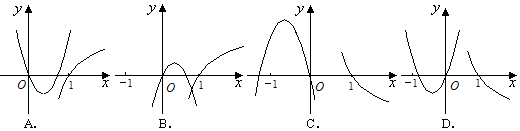 y y y y
O 1 x -1 O 1 x -1 O 1 x -1 O 1 x
A. B. C. D.